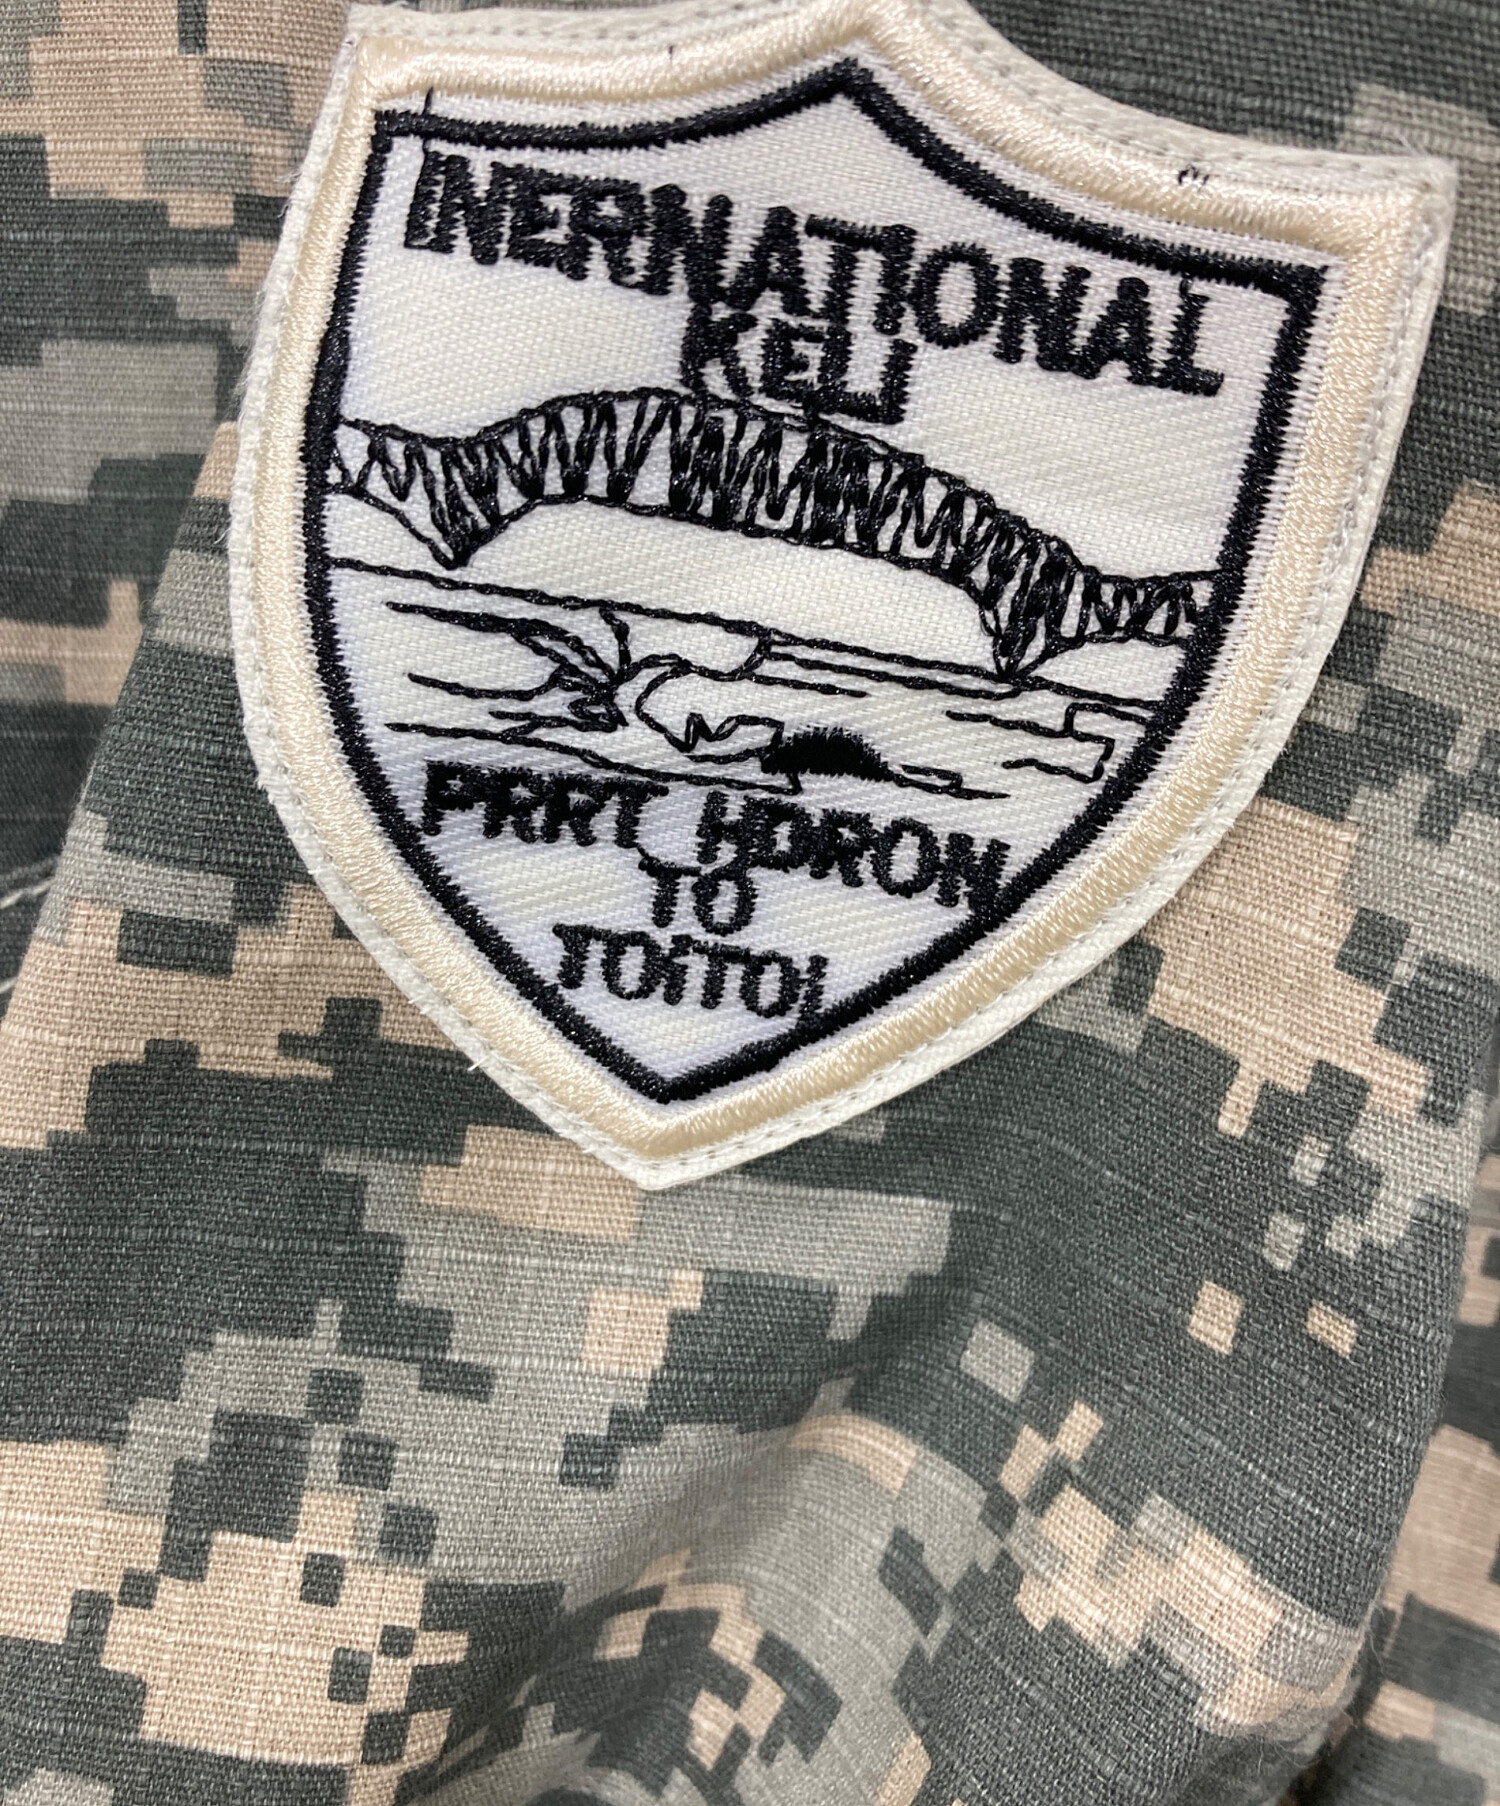 INERNATIONAL
KELI
PRRT HDRON
TO
TOITOI